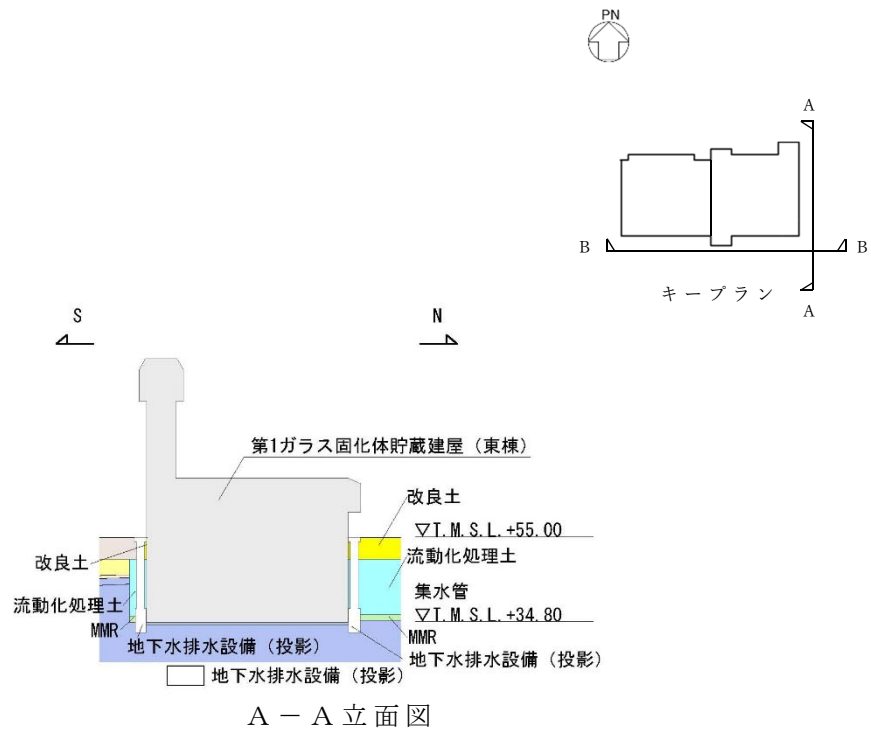 PN
A
B
B
キープラン
A
S
N
第1ガラス固化体貯蔵建屋（東棟）
改良土
▽T.M.S.L.+55.00
改良土
流動化処理土
集水管
流動化処理土
▽T.M.S.L.+34.80
MMR
MMR
地下水排水設備（投影）
地下水排水設備（投影）
地下水排水設備（投影）
A－A立面図